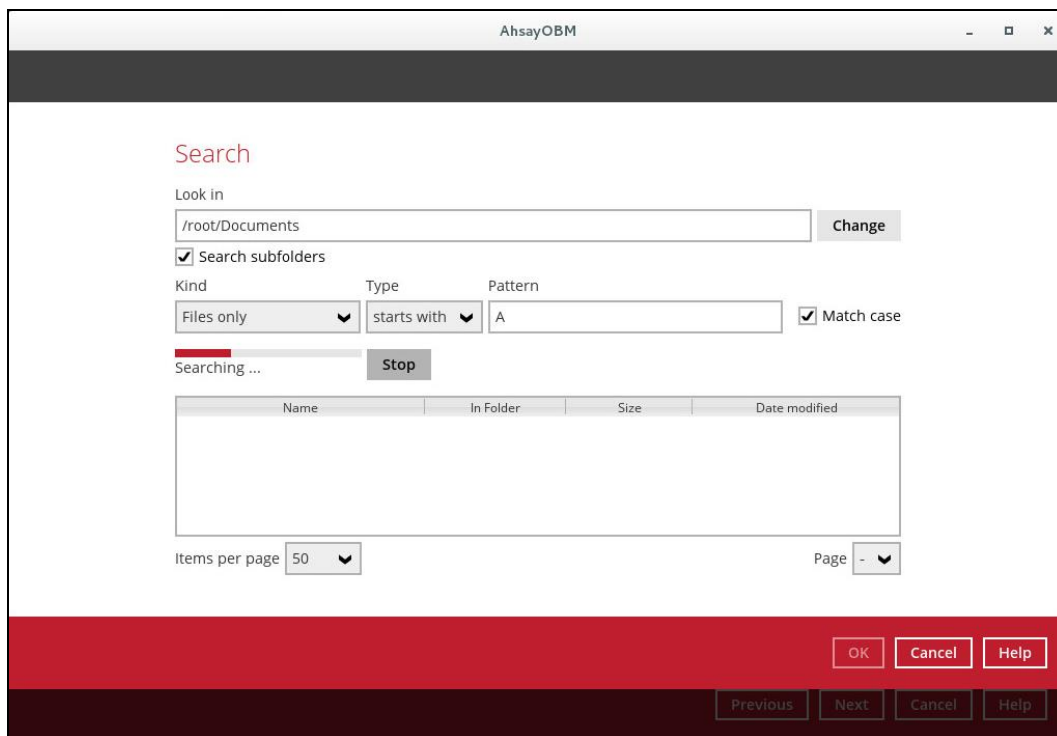 AhsayOBM
Search
Look in
/root/Documents
Change
Search subfolders
Kind Type Pattern
Files only starts with A Match case
Searching ... Stop
Name In Folder Size Date modified
Items per page 50 Page -
OK Cancel Help
Previous Next Cancel Help